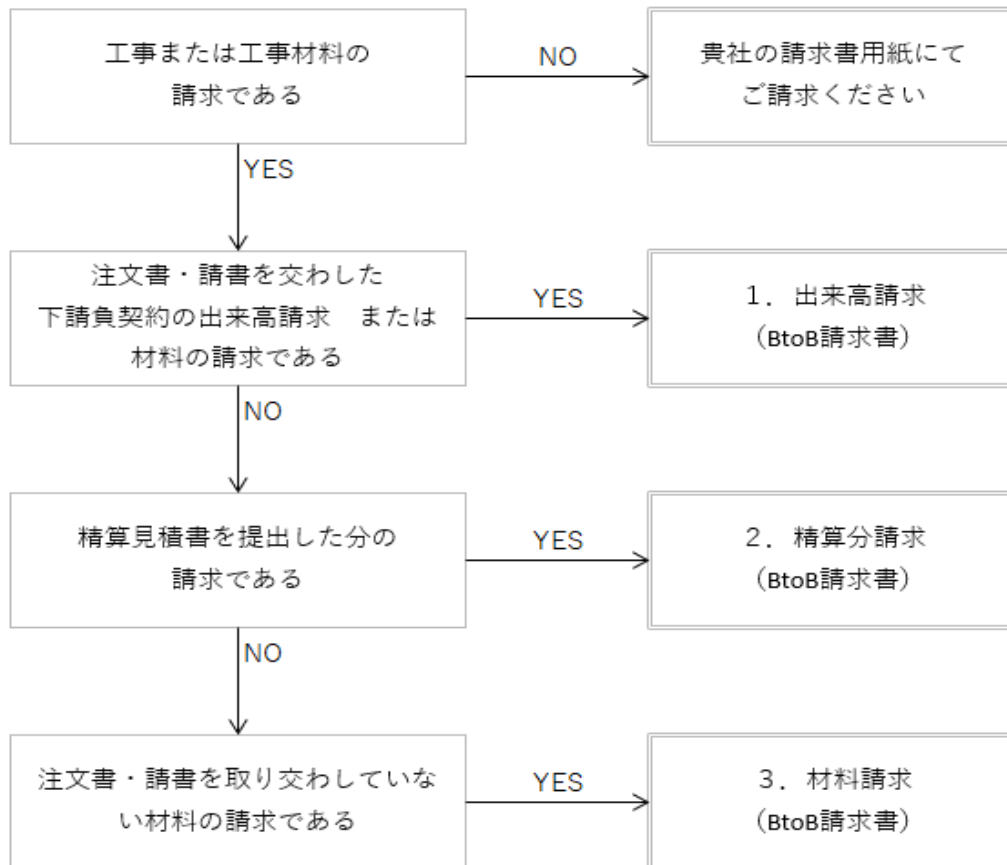 工事または工事材料の
請求である
NO
貴社の請求書用紙にて
ご請求ください
YES
注文書・請書を交わした
下請負契約の出来高請求　または
材料の請求である
YES
1．出来高請求
（BtoB請求書）
NO
精算見積書を提出した分の
請求である
YES
2．精算分請求
（BtoB請求書）
NO
注文書・請書を取り交わしていな
い材料の請求である
YES
3．材料請求
（BtoB請求書）